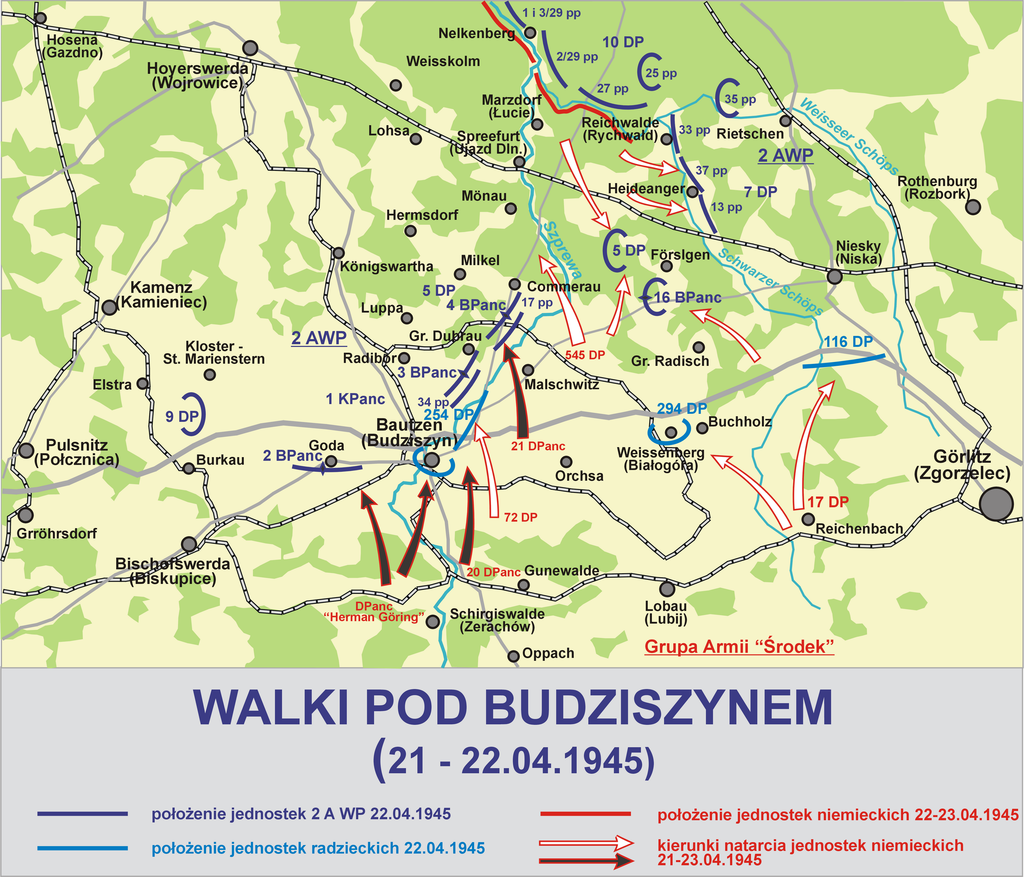 1 i 3/29 pp
Hosena
(Gazdno)
Nelkenberg
10 DP
Hoyerswerda
(Wojrowice)
Weisskolm
2/29 pp
25 pp
27 pp
35 pp
Marzdorf
(Łucie)
Lohsa
Spreefurt
(Ujazd Dln.)
Reichwalde
(Rychwald)
33 pp
Rietschen
Weisseer Schöps
2 AWP
37 pp
Heideanger
7 DP
13 pp
Rothenburg
(Rozbork)
Mönau
Hermsdorf
Szprewa
5 DP
Förslgen
Niesky
(Niska)
Königswartha
Milkel
Schwarzer Schöps
Kamenz
(Kamieniec)
5 DP
Commerau
4 BPanc
17 pp
16 BPanc
Luppa
2 AWP
Gr. Dubrau
Kloster -
St. Marienstern
Radibor
545 DP
Gr. Radisch
116 DP
Elstra
3 BPanc
Malschwitz
1 KPanc
34 pp
9 DP
254 DP
294 DP
Bautzen
(Budziszyn)
Buchholz
Pulsnitz
(Połcznica)
Goda
21 DPanc
2 BPanc
Weissenberg
(Białogóra)
Burkau
Görlitz
(Zgorzelec)
Orchsa
17 DP
72 DP
Reichenbach
Grröhrsdorf
Bischofswerda
(Biskupice)
20 DPanc
Gunewalde
DPanc
“Herman Göring”
Schirgiswalde
(Zerachów)
Lobau
(Lubij)
Oppach
Grupa Armii “Środek”
WALKI POD BUDZISZYNEM
(21 - 22.04.1945)
położenie jednostek 2 A WP 22.04.1945
położenie jednostek niemieckich 22-23.04.1945
położenie jednostek radzieckich 22.04.1945
kierunki natarcia jednostek niemieckich
21-23.04.1945